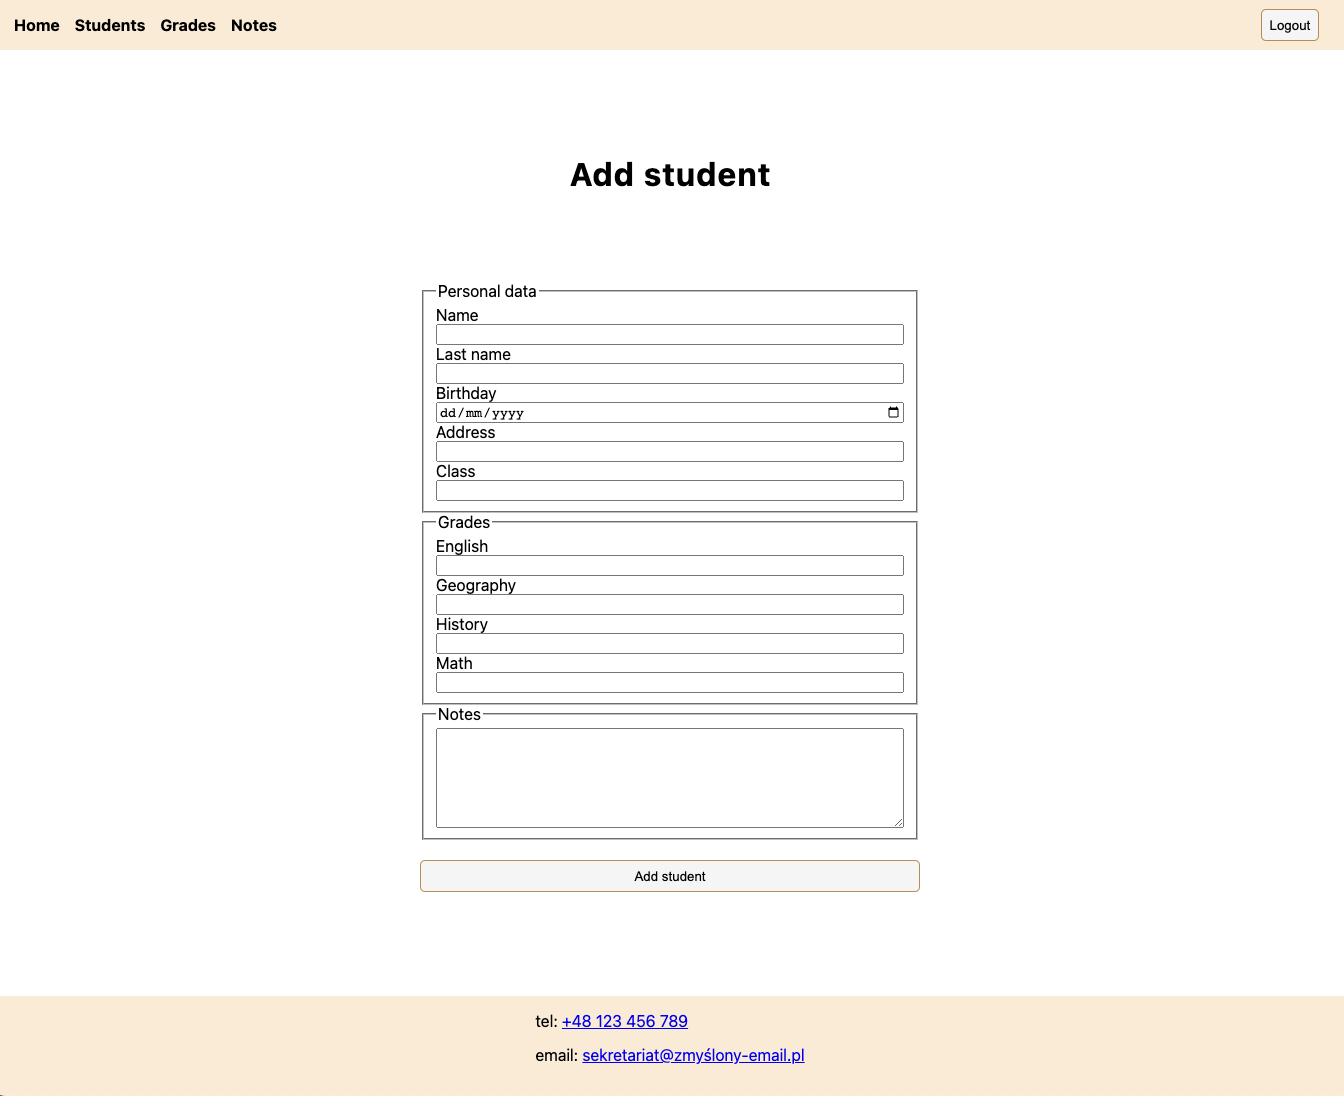 Home Students Grades Notes Logout
Add student
Personal data
Name
Last name
Birthday
dd/mm/yyyy
Address
Class
Grades
English
Geography
History
Math
Notes
Add student
tel: +48 123 456 789
email: sekretariat@zmyślony-email.pl